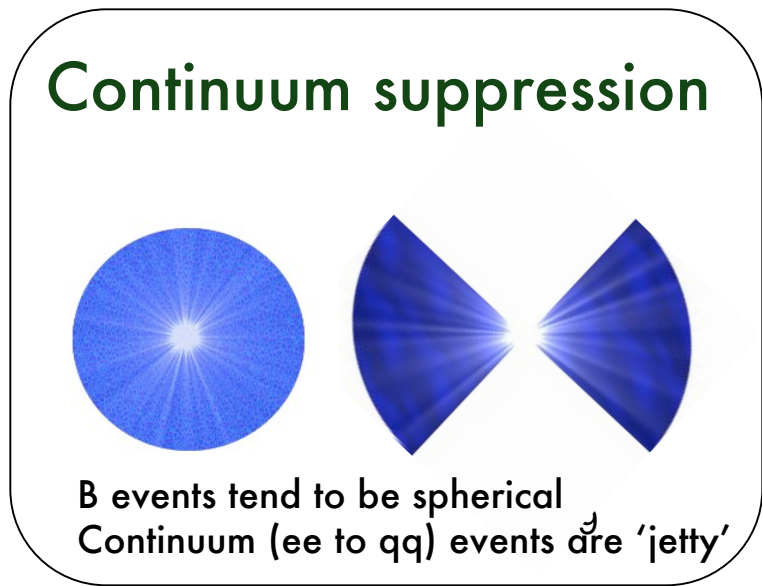 Continuum suppression
B events tend to be spherical
Continuum (ee to qq) events are ‘jetty’